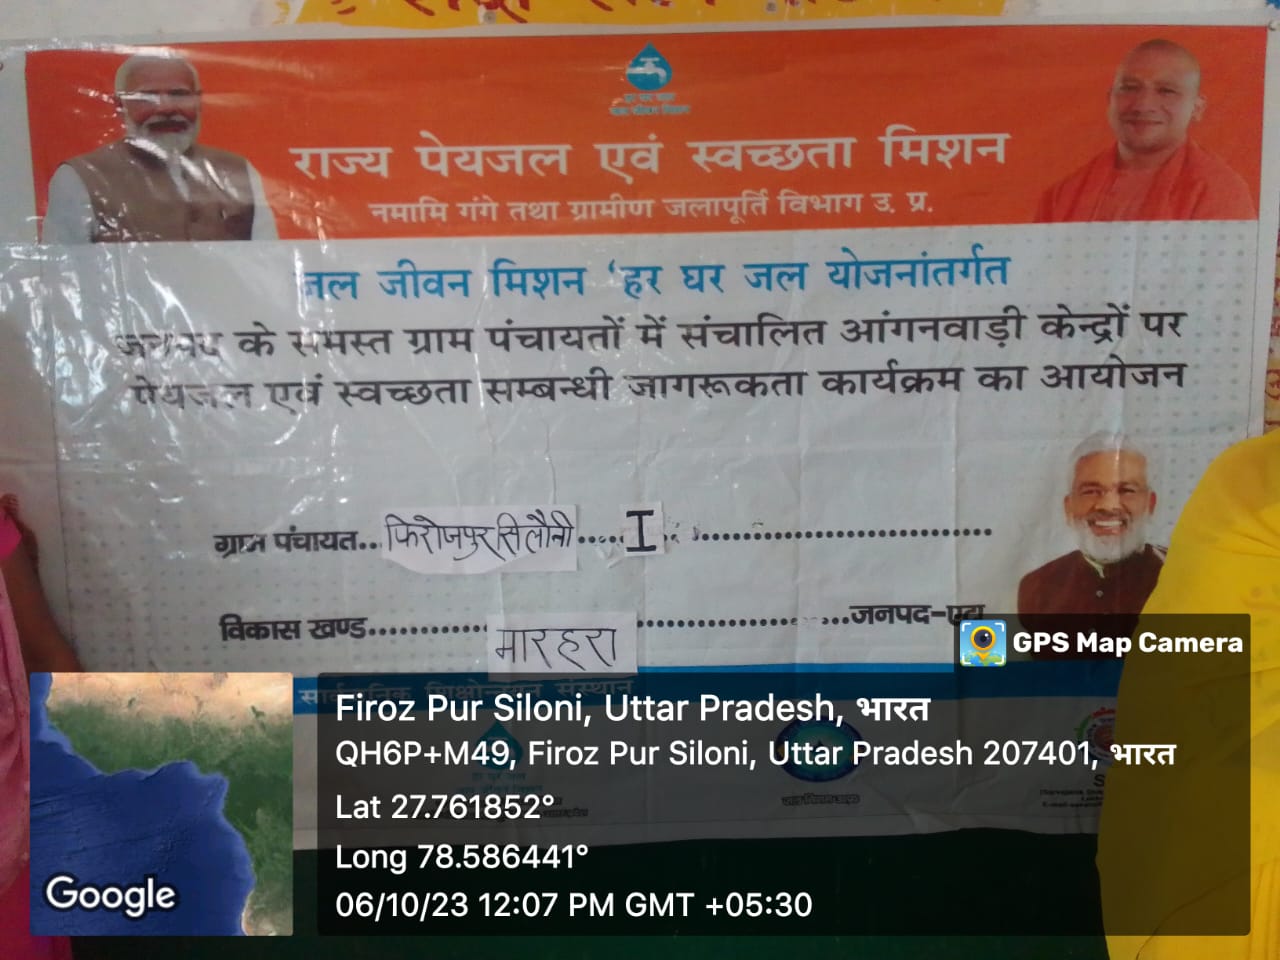 राज्य पेयजल एवं स्वच्छता मिशन
नमामि गंगे तथा ग्रामीण जलापूर्ति विभाग उ. प्र.
जल जीवन मिशन 'हर घर जल योजनांतर्गत
जनपद के समस्त ग्राम पंचायतों में संचालित आंगनवाड़ी केन्द्रों पर
पेयजल एवं स्वच्छता सम्बन्धी जागरूकता कार्यक्रम का आयोजन
ग्राम पंचायत...फिरोजपुर सिलौनी.....I..............................
विकास खण्ड............मारहरा.....................जनपद-एटा
GPS Map Camera
Firoz Pur Siloni, Uttar Pradesh, भारत
QH6P+M49, Firoz Pur Siloni, Uttar Pradesh 207401, भारत
Lat 27.761852°
Long 78.586441°
06/10/23 12:07 PM GMT +05:30
Google